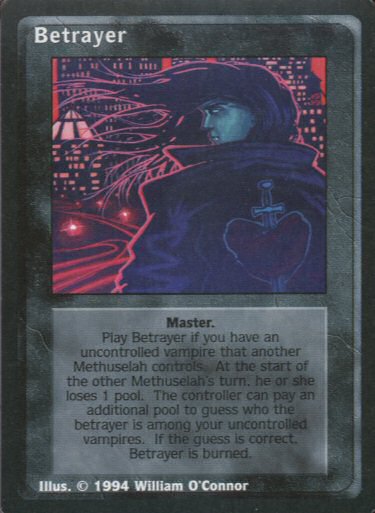 Betrayer
Master.
Play Betrayer if you have an
uncontrolled vampire that another
Methuselah controls. At the start
of the other Methuselah's turn, he or she
loses 1 pool. The controller can pay an
additional pool to guess who the
betrayer is among your uncontrolled
vampires. If the guess is correct,
Betrayer is burned.
Illus. © 1994 William O'Connor